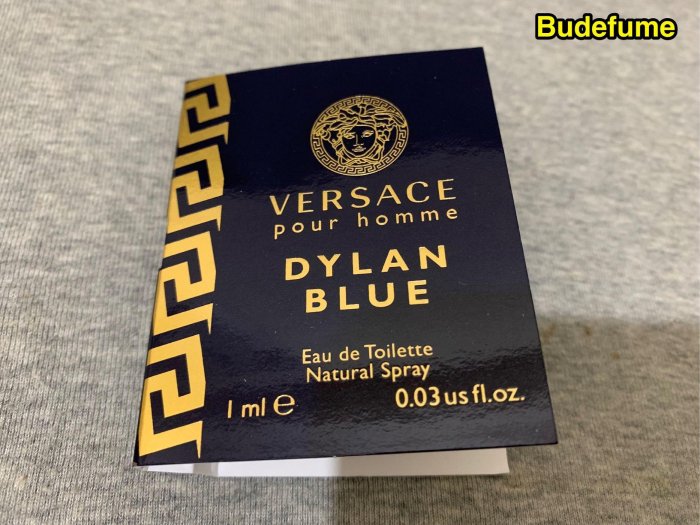 Budefume
VERSACE
pour homme
DYLAN
BLUE
Eau de Toilette
Natural Spray
1 ml ℮ 0.03 us fl.oz.